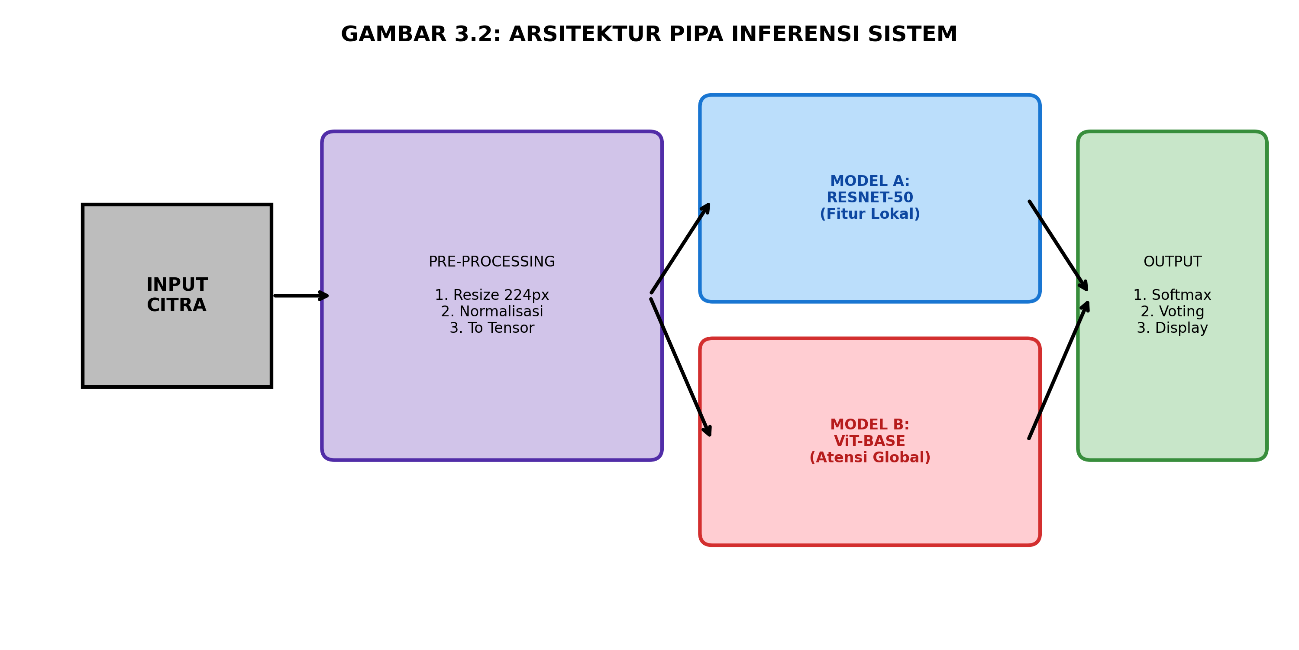 GAMBAR 3.2: ARSITEKTUR PIPA INFERENSI SISTEM
INPUT
CITRA
PRE-PROCESSING
1. Resize 224px
2. Normalisasi
3. To Tensor
MODEL A:
RESNET-50
(Fitur Lokal)
MODEL B:
ViT-BASE
(Atensi Global)
OUTPUT
1. Softmax
2. Voting
3. Display